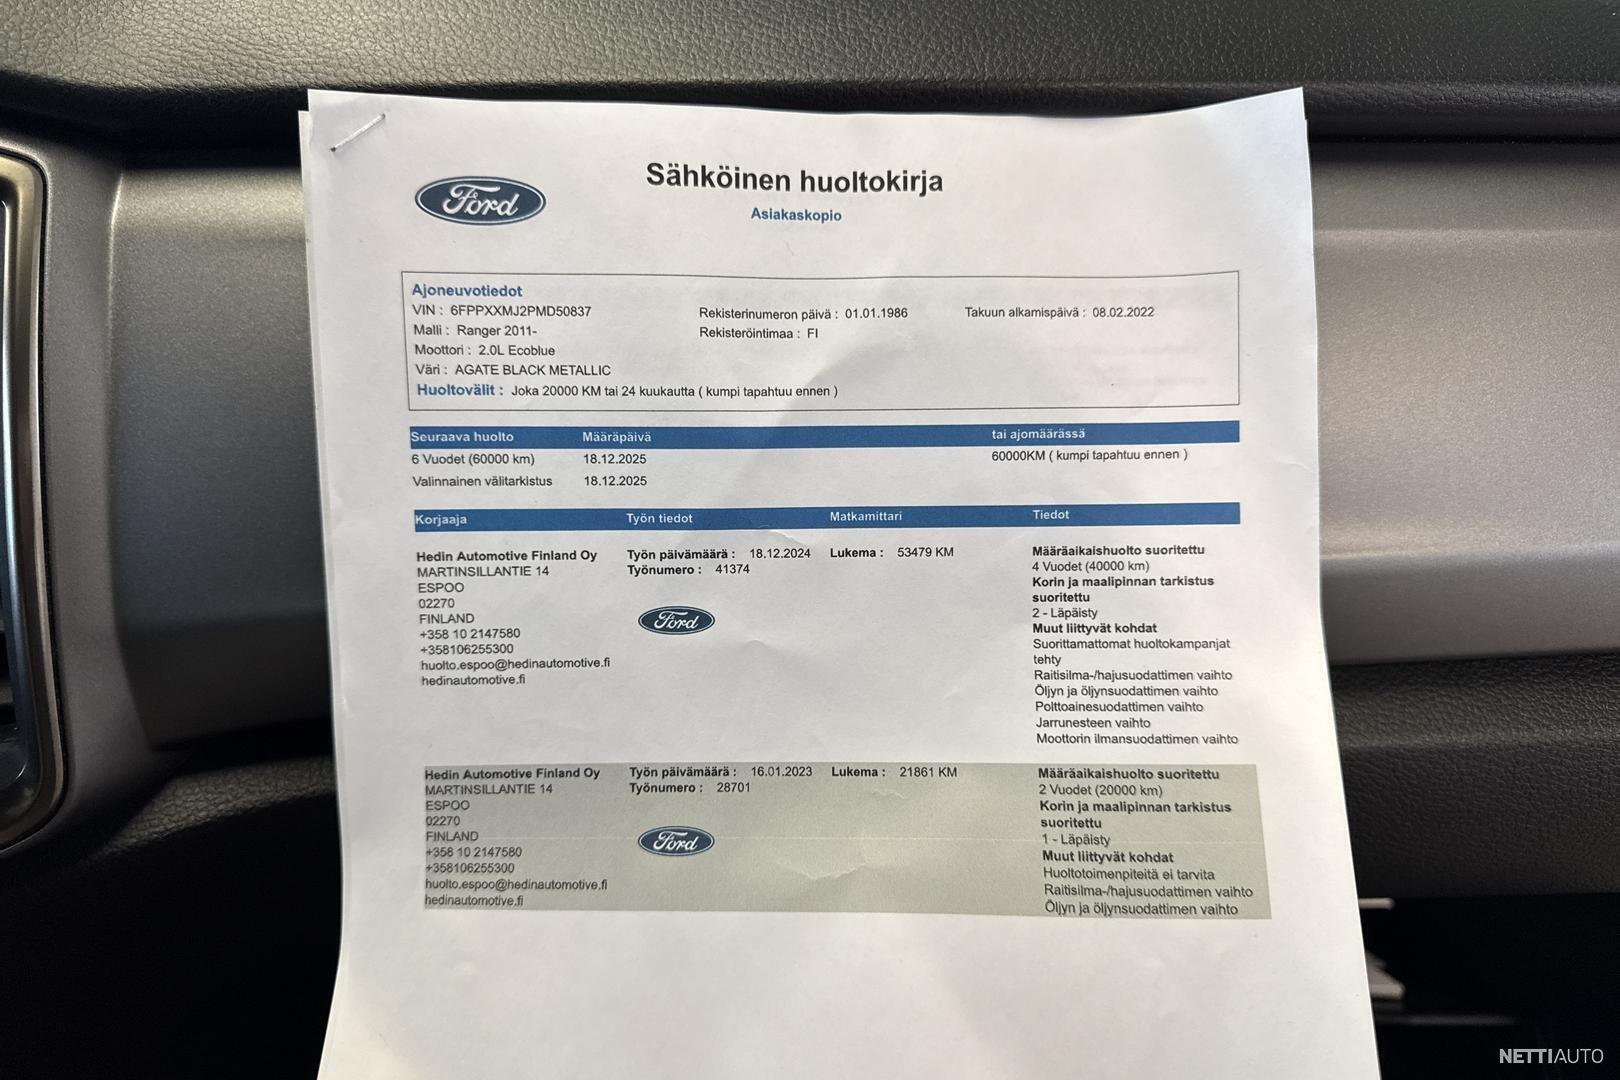 Ford
Sähköinen huoltokirja
Asiakaskopio
Ajoneuvotiedot
VIN : 6FPPXXMJ2PMD50837
Rekisterinumeron päivä : 01.01.1986
Takuun alkamispäivä : 08.02.2022
Malli : Ranger 2011-
Rekisteröintimaa : FI
Moottori : 2.0L Ecoblue
Väri : AGATE BLACK METALLIC
Huoltovälit : Joka 20000 KM tai 24 kuukautta ( kumpi tapahtuu ennen )
Seuraava huolto Määräpäivä tai ajomäärässä
6 Vuodet (60000 km) 18.12.2025 60000KM ( kumpi tapahtuu ennen )
Valinnainen välitarkistus 18.12.2025
Korjaaja Työn tiedot Matkamittari Tiedot
Hedin Automotive Finland Oy
MARTINSILLANTIE 14
ESPOO
02270
FINLAND
+358 10 2147580
+358106255300
huolto.espoo@hedinautomotive.fi
hedinautomotive.fi
Työn päivämäärä : 18.12.2024
Työnumero : 41374
Ford
Lukema : 53479 KM
Määräaikaishuolto suoritettu
4 Vuodet (40000 km)
Korin ja maalipinnan tarkistus
suoritettu
2 - Läpäisty
Muut liittyvät kohdat
Suorittamattomat huoltokampanjat
tehty
Raitisilma-/hajusuodattimen vaihto
Öljyn ja öljynsuodattimen vaihto
Polttoainesuodattimen vaihto
Jarrunesteen vaihto
Moottorin ilmansuodattimen vaihto
Hedin Automotive Finland Oy
MARTINSILLANTIE 14
ESPOO
02270
FINLAND
+358 10 2147580
+358106255300
huolto.espoo@hedinautomotive.fi
hedinautomotive.fi
Työn päivämäärä : 16.01.2023
Työnumero : 28701
Ford
Lukema : 21861 KM
Määräaikaishuolto suoritettu
2 Vuodet (20000 km)
Korin ja maalipinnan tarkistus
suoritettu
1 - Läpäisty
Muut liittyvät kohdat
Huoltotoimenpiteitä ei tarvita
Raitisilma-/hajusuodattimen vaihto
Öljyn ja öljynsuodattimen vaihto
NETTIAUTO